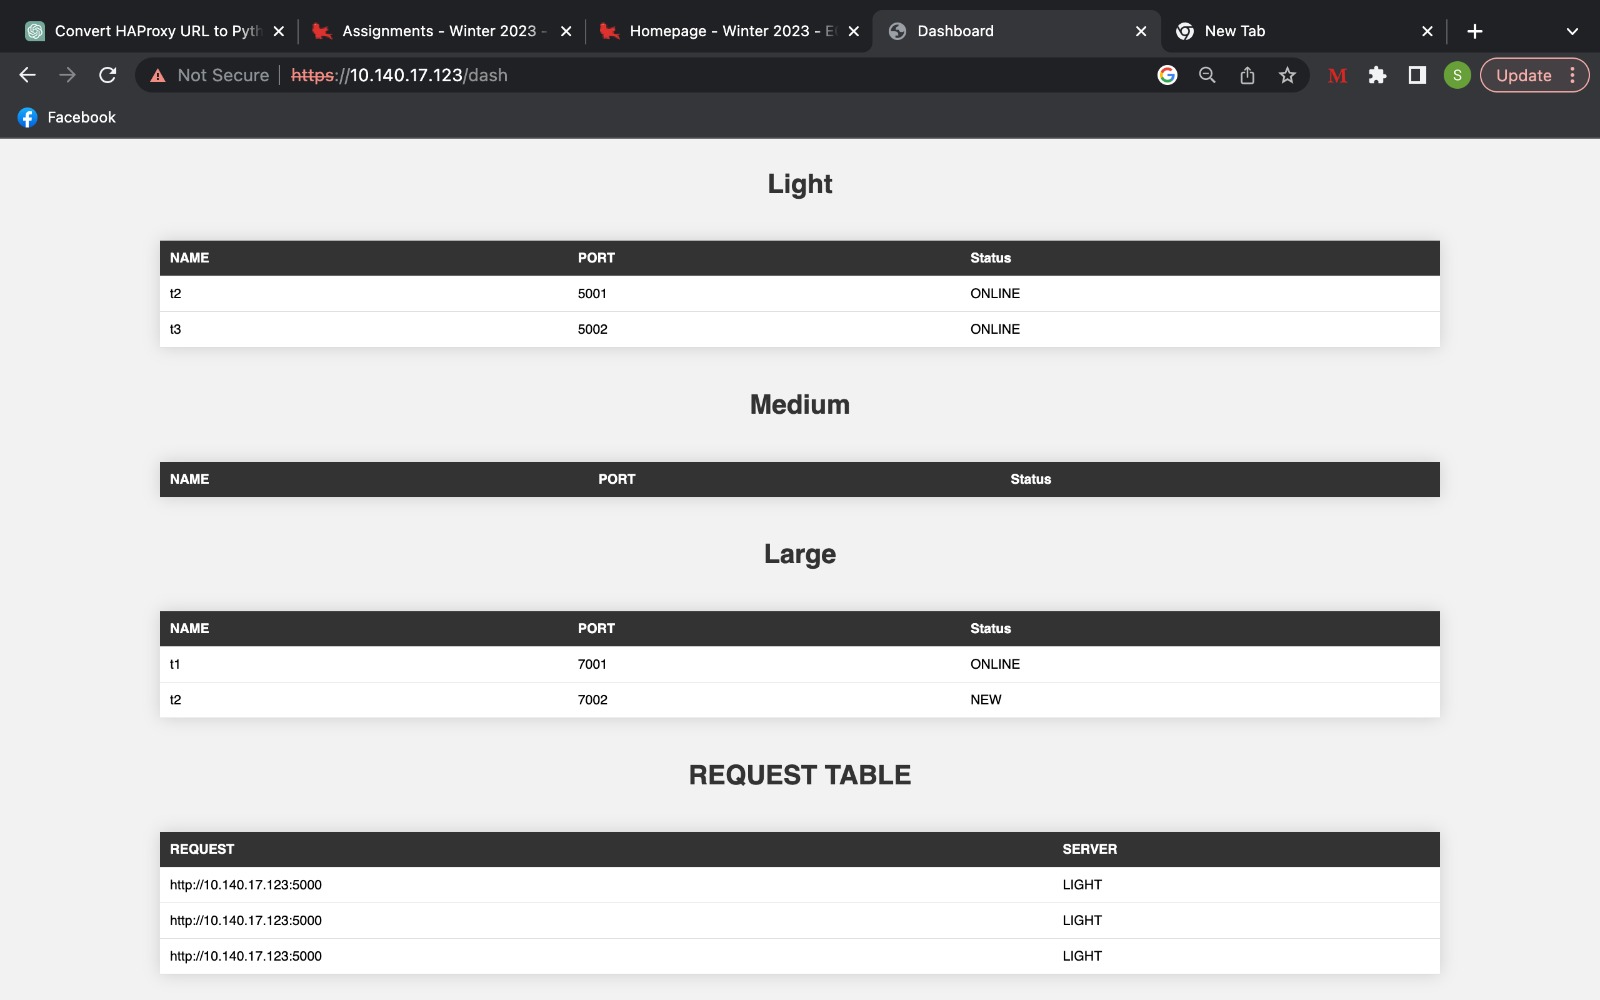 Convert HAProxy URL to Pyth
Assignments - Winter 2023 -
Homepage - Winter 2023 - E
Dashboard
New Tab
Not Secure https://10.140.17.123/dash
M
S
Update
Facebook
Light
NAME PORT Status
t2 5001 ONLINE
t3 5002 ONLINE
Medium
NAME PORT Status
Large
NAME PORT Status
t1 7001 ONLINE
t2 7002 NEW
REQUEST TABLE
REQUEST SERVER
http://10.140.17.123:5000 LIGHT
http://10.140.17.123:5000 LIGHT
http://10.140.17.123:5000 LIGHT